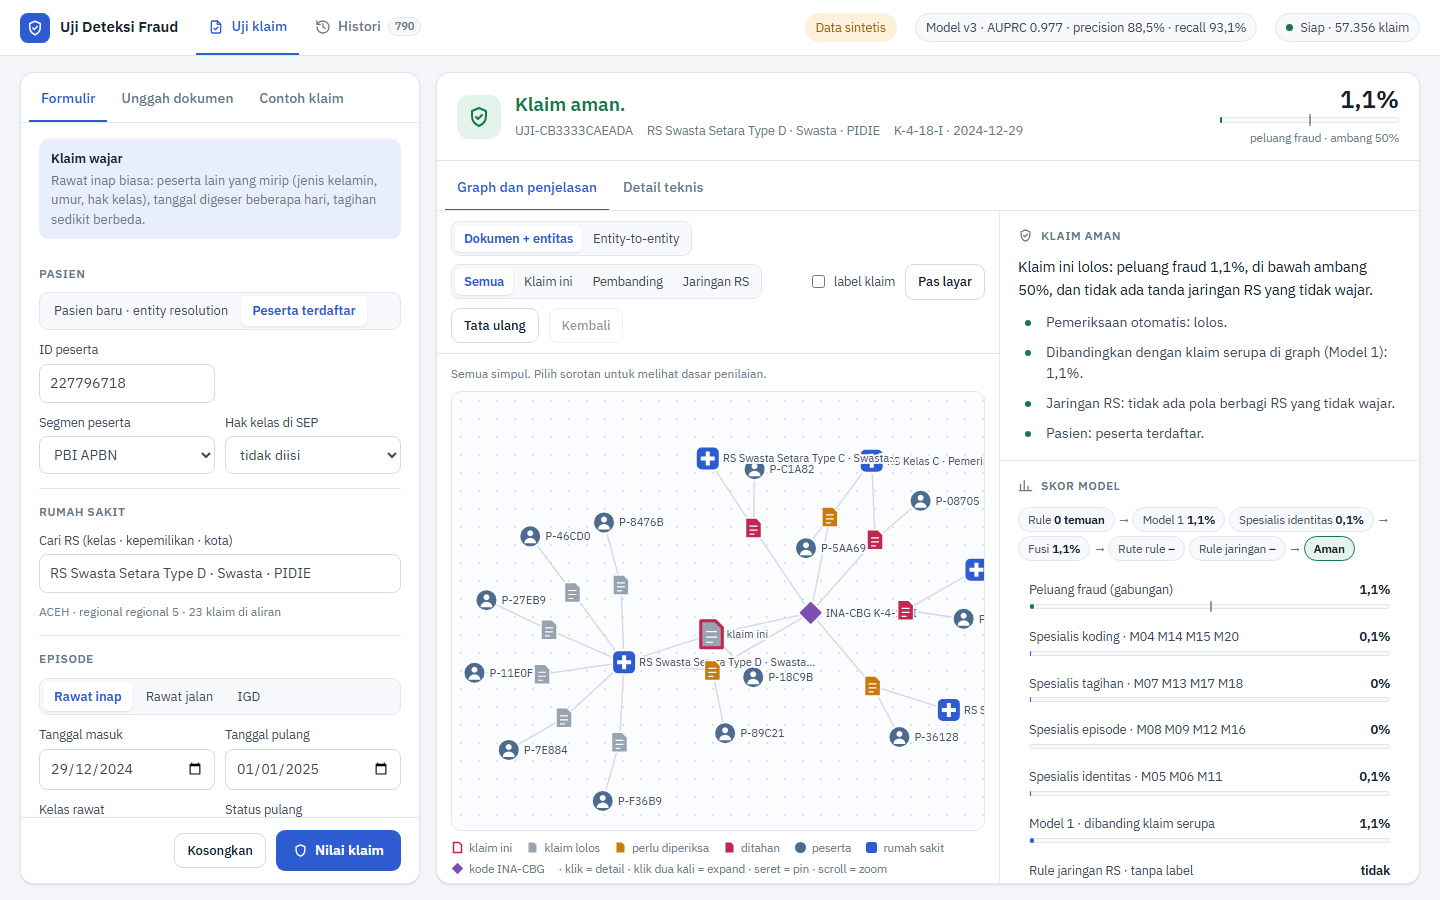 Uji Deteksi Fraud
Uji klaim
Histori 790
Data sintetis
Model v3 · AUPRC 0.977 · precision 88,5% · recall 93,1%
Siap · 57.356 klaim
Formulir
Unggah dokumen
Contoh klaim
Klaim wajar
Rawat inap biasa: peserta lain yang mirip (jenis kelamin,
umur, hak kelas), tanggal digeser beberapa hari, tagihan
sedikit berbeda.
PASIEN
Pasien baru · entity resolution
Peserta terdaftar
ID peserta
227796718
Segmen peserta
Hak kelas di SEP
PBI APBN
tidak diisi
RUMAH SAKIT
Cari RS (kelas · kepemilikan · kota)
RS Swasta Setara Type D · Swasta · PIDIE
ACEH · regional regional 5 · 23 klaim di aliran
EPISODE
Rawat inap
Rawat jalan
IGD
Tanggal masuk
Tanggal pulang
29/12/2024
01/01/2025
Kelas rawat
Status pulang
Kosongkan
Nilai klaim
Klaim aman.
UJI-CB3333CAEADA RS Swasta Setara Type D · Swasta · PIDIE K-4-18-I · 2024-12-29
1,1%
peluang fraud · ambang 50%
Graph dan penjelasan
Detail teknis
Dokumen + entitas
Entity-to-entity
Semua
Klaim ini
Pembanding
Jaringan RS
label klaim
Pas layar
Tata ulang
Kembali
Semua simpul. Pilih sorotan untuk melihat dasar penilaian.
RS Swasta Setara Type C · Swasta…
RS Kelas C · Pemeri
P-C1A82
P-08705
P-8476B
P-46CD0
P-5AA69
P-27EB9
INA-CBG K-4-
klaim ini
RS Swasta Setara Type D · Swasta…
P-11E0F
P-18C9B
RS S
P-89C21
P-36128
P-7E884
P-F36B9
klaim ini
klaim lolos
perlu diperiksa
ditahan
peserta
rumah sakit
kode INA-CBG
· klik = detail · klik dua kali = expand · seret = pin · scroll = zoom
KLAIM AMAN
Klaim ini lolos: peluang fraud 1,1%, di bawah ambang
50%, dan tidak ada tanda jaringan RS yang tidak wajar.
Pemeriksaan otomatis: lolos.
Dibandingkan dengan klaim serupa di graph (Model 1):
1,1%.
Jaringan RS: tidak ada pola berbagi RS yang tidak wajar.
Pasien: peserta terdaftar.
SKOR MODEL
Rule 0 temuan → Model 1 1,1% Spesialis identitas 0,1% →
Fusi 1,1% → Rute rule – Rule jaringan – → Aman
Peluang fraud (gabungan) 1,1%
Spesialis koding · M04 M14 M15 M20 0,1%
Spesialis tagihan · M07 M13 M17 M18 0%
Spesialis episode · M08 M09 M12 M16 0%
Spesialis identitas · M05 M06 M11 0,1%
Model 1 · dibanding klaim serupa 1,1%
Rule jaringan RS · tanpa label tidak